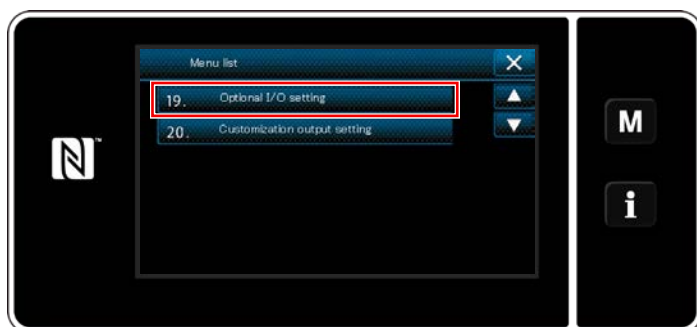 Menu list
19. Optional I/O setting
20. Customization output setting
M
i
N